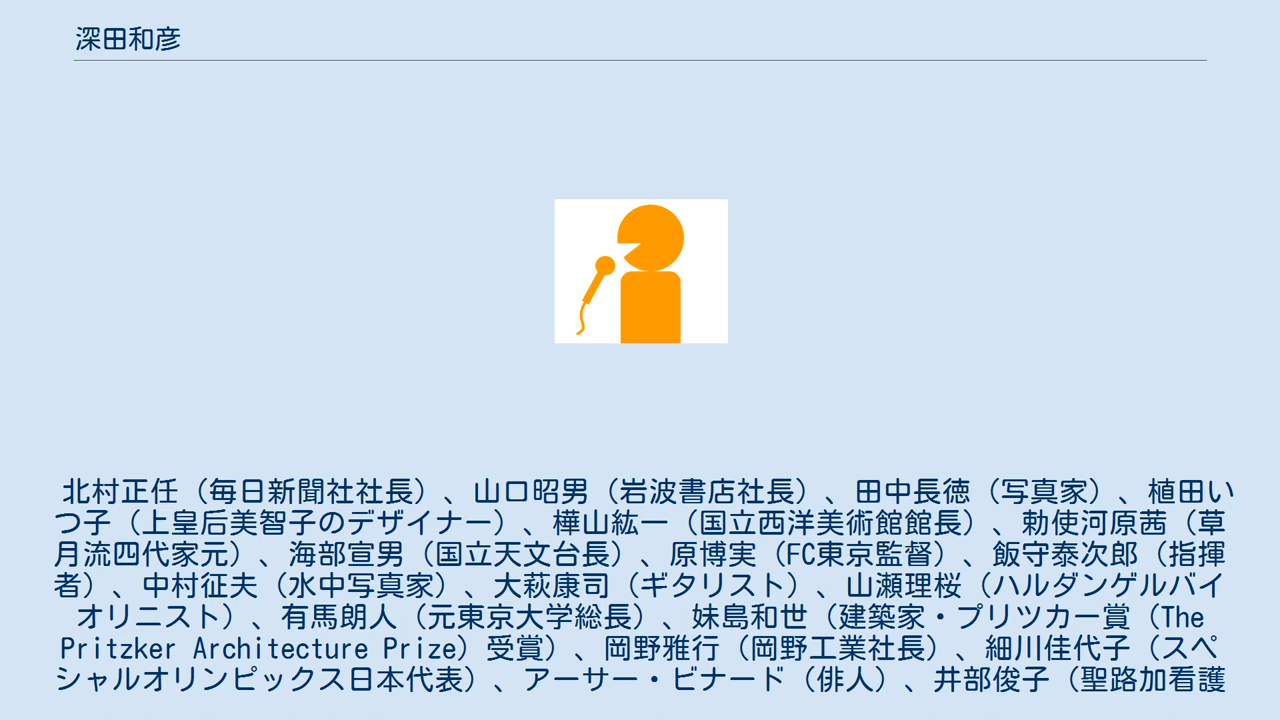 深田和彦
北村正任（毎日新聞社社長）、山口昭男（岩波書店社長）、田中長徳（写真家）、植田い
つ子（上皇后美智子のデザイナー）、樺山紘一（国立西洋美術館館長）、勅使河原茜（草
月流四代家元）、海部宣男（国立天文台長）、原博実（FC東京監督）、飯守泰次郎（指揮
者）、中村征夫（水中写真家）、大萩康司（ギタリスト）、山瀬理桜（ハルダンゲルバイ
オリニスト）、有馬朗人（元東京大学総長）、妹島和世（建築家・プリツカー賞（The
Pritzker Architecture Prize）受賞）、岡野雅行（岡野工業社長）、細川佳代子（スペ
シャルオリンピックス日本代表）、アーサー・ビナード（俳人）、井部俊子（聖路加看護